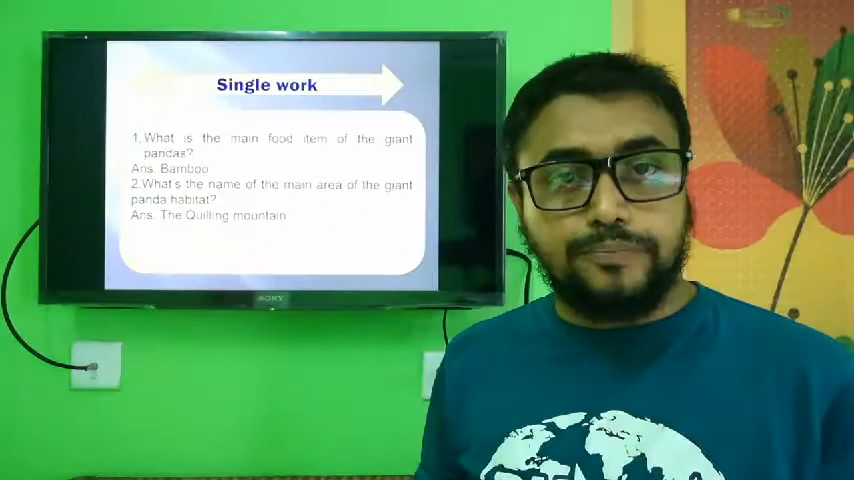 Single work
1.What is the main food item of the giant
pandas?
Ans. Bamboo
2.What's the name of the main area of the giant
panda habitat?
Ans. The Quilling mountain
SONY